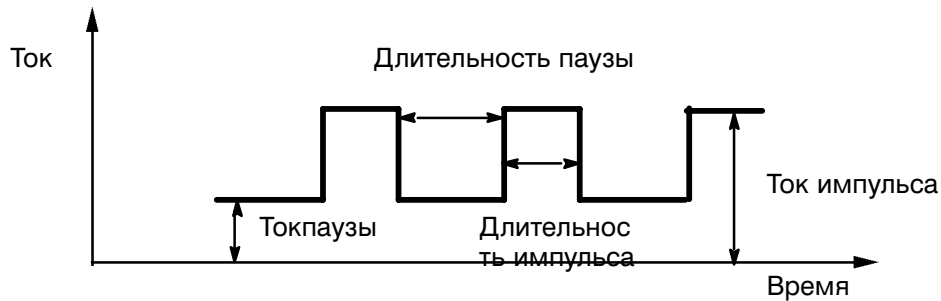 Ток
Длительность паузы
Ток импульса
Токпаузы
Длительнос
ть импульса
Время